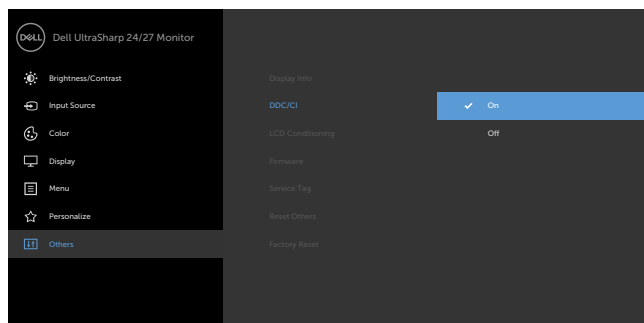 DELL Dell UltraSharp 24/27 Monitor
Brightness/Contrast
Input Source
Color
Display
Menu
Personalize
Others
Display Info
DDC/CI
LCD Conditioning
Firmware
Service Tag
Reset Others
Factory Reset
On
Off